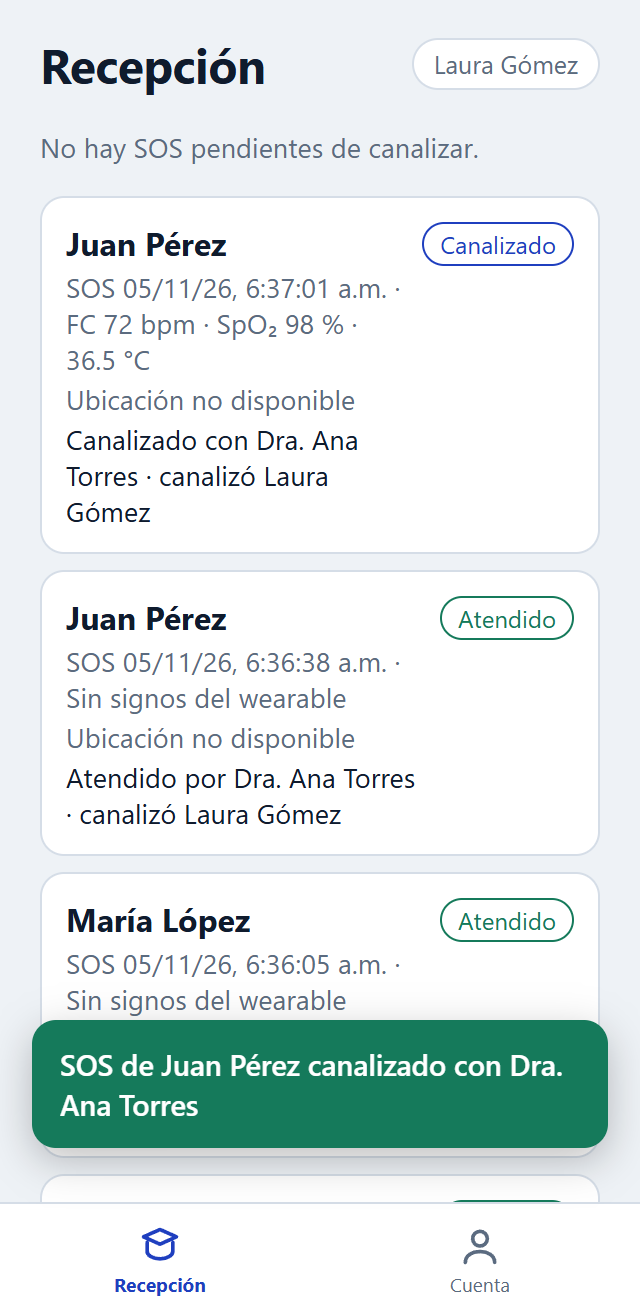 Recepción
Laura Gómez
No hay SOS pendientes de canalizar.
Juan Pérez
Canalizado
SOS 05/11/26, 6:37:01 a.m. ·
FC 72 bpm · SpO₂ 98 % ·
36.5 °C
Ubicación no disponible
Canalizado con Dra. Ana
Torres · canalizó Laura
Gómez
Juan Pérez
Atendido
SOS 05/11/26, 6:36:38 a.m. ·
Sin signos del wearable
Ubicación no disponible
Atendido por Dra. Ana Torres
· canalizó Laura Gómez
María López
Atendido
SOS 05/11/26, 6:36:05 a.m. ·
Sin signos del wearable
SOS de Juan Pérez canalizado con Dra.
Ana Torres
Recepción
Cuenta